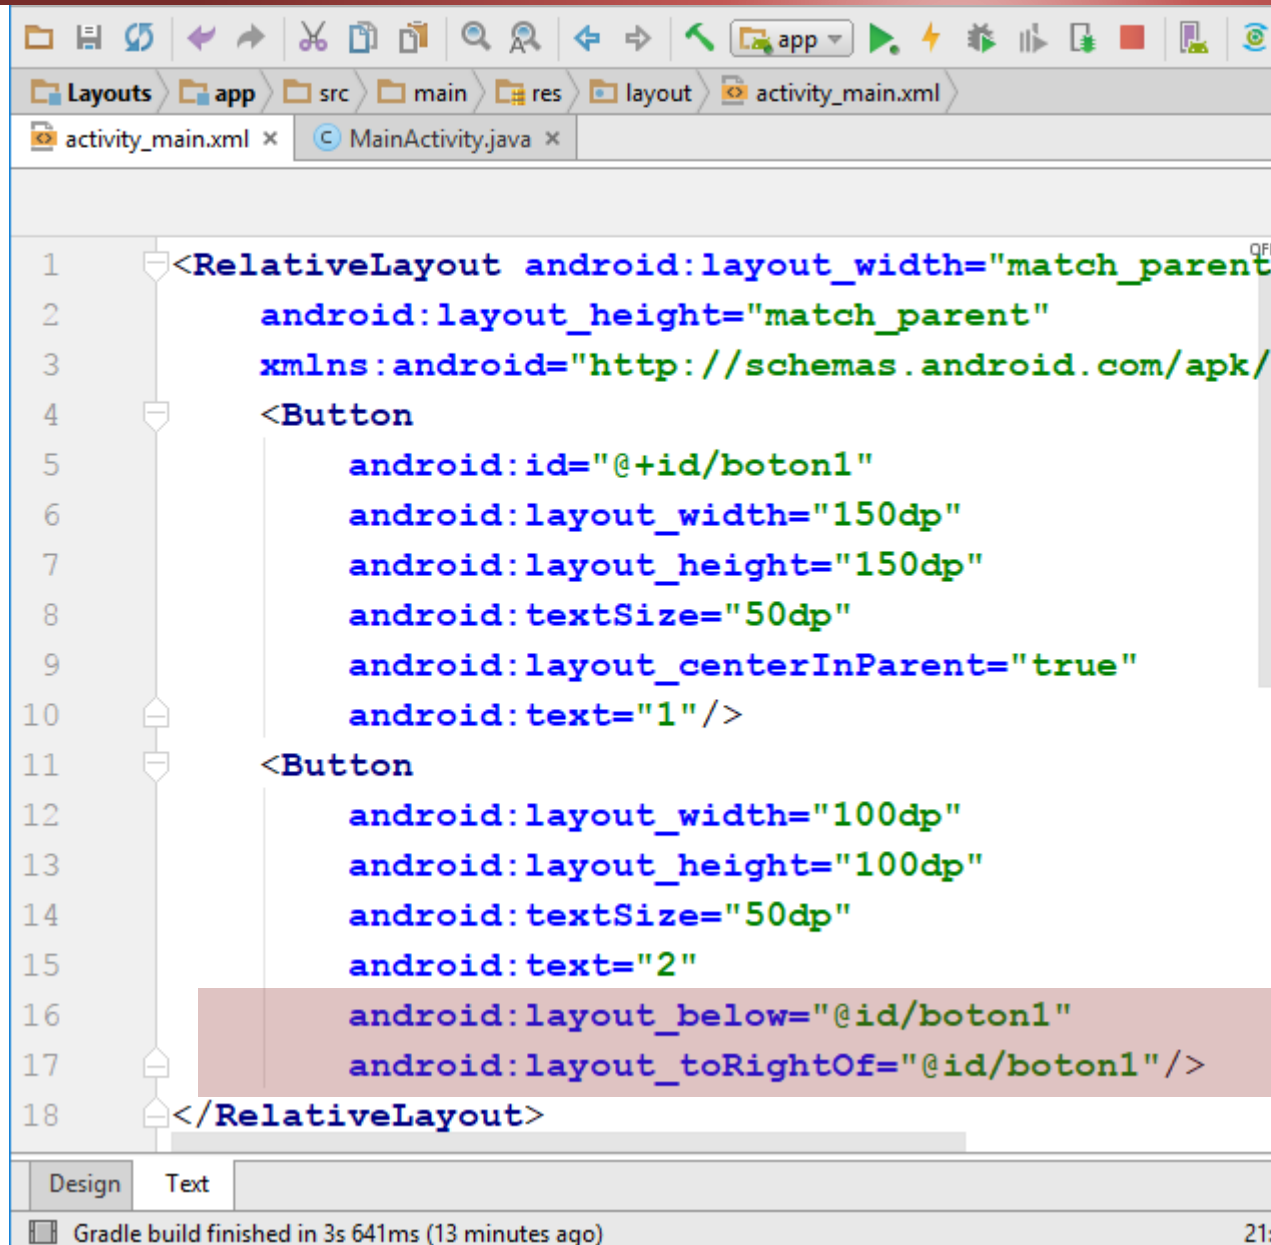 app
Layouts app src main res layout activity_main.xml
activity_main.xml × C MainActivity.java ×
1 <RelativeLayout android:layout_width="match_parent
2 android:layout_height="match_parent"
3 xmlns:android="http://schemas.android.com/apk/
4 <Button
5 android:id="@+id/boton1"
6 android:layout_width="150dp"
7 android:layout_height="150dp"
8 android:textSize="50dp"
9 android:layout_centerInParent="true"
10 android:text="1"/>
11 <Button
12 android:layout_width="100dp"
13 android:layout_height="100dp"
14 android:textSize="50dp"
15 android:text="2"
16 android:layout_below="@id/boton1"
17 android:layout_toRightOf="@id/boton1"/>
18 </RelativeLayout>
Design Text
Gradle build finished in 3s 641ms (13 minutes ago) 21: